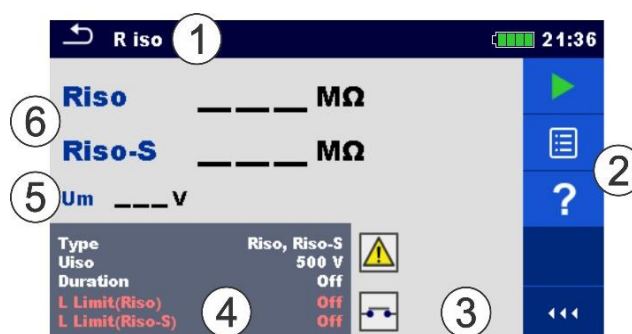 R iso 1 21:36
Riso ___ MΩ
6
Riso-S ___ MΩ
2
5 Um ___ V
?
Type Riso, Riso-S
Uiso 500 V
Duration Off
L Limit(Riso) Off
4 3
L Limit(Riso-S) Off